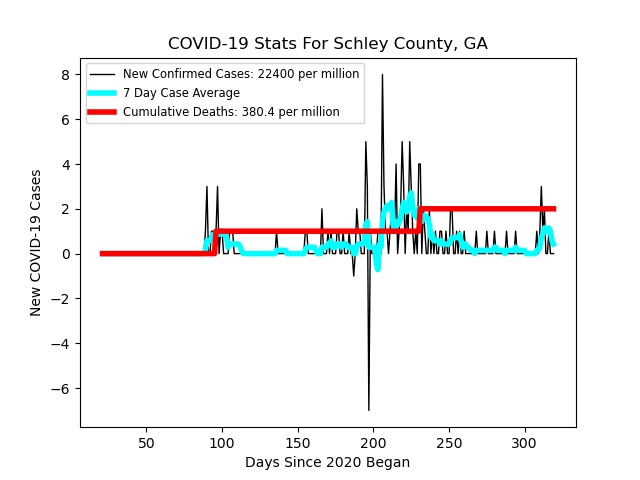 COVID-19 Stats For Schley County, GA
New Confirmed Cases: 22400 per million
7 Day Case Average
Cumulative Deaths: 380.4 per million
New COVID-19 Cases
8
6
4
2
0
−2
−4
−6
50 100 150 200 250 300
Days Since 2020 Began